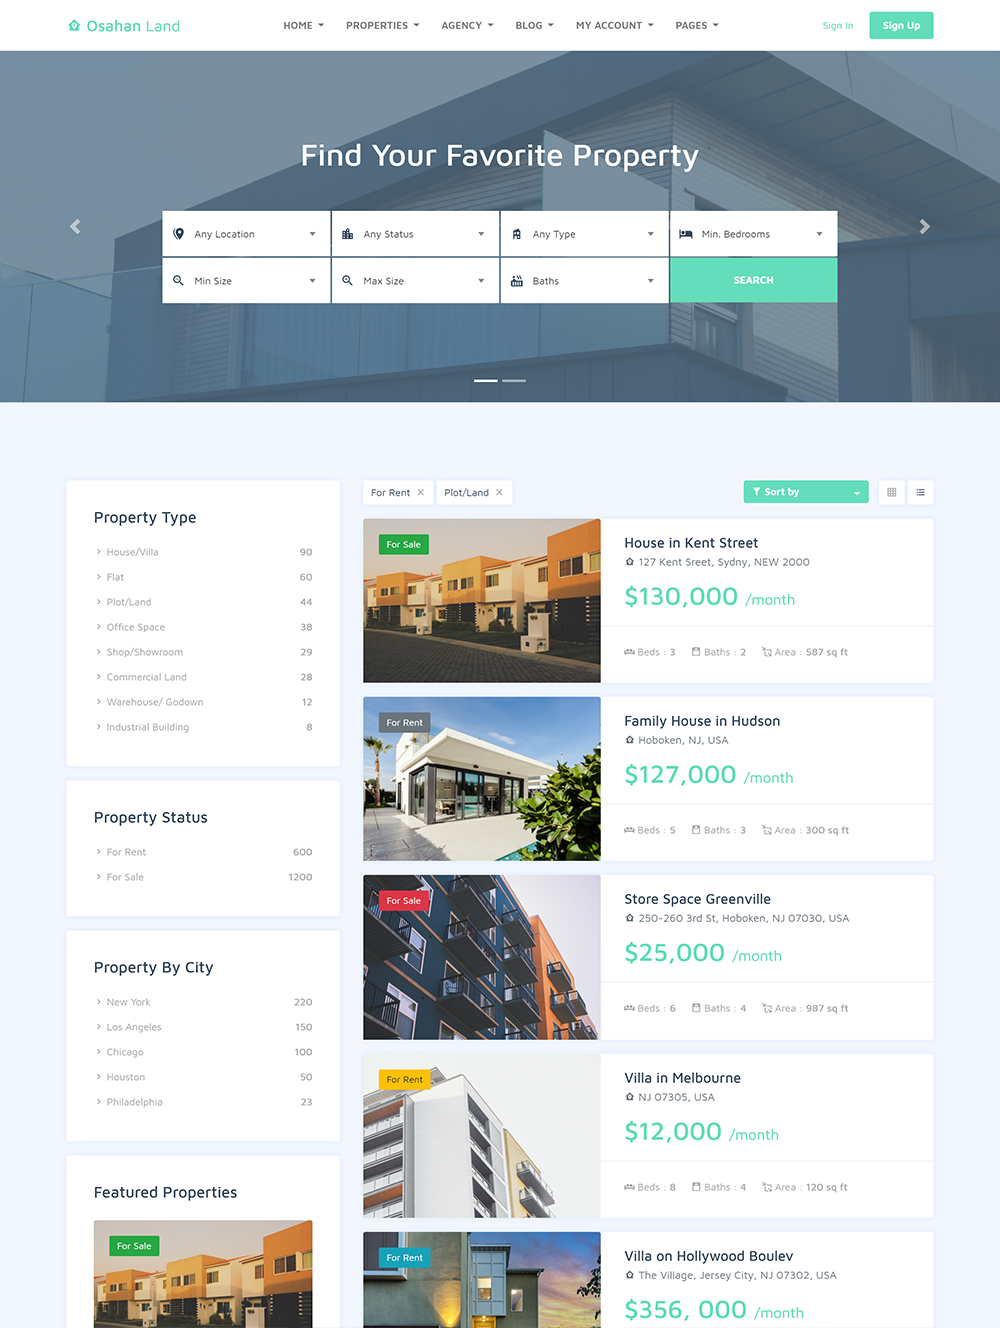 Osahan Land
HOME PROPERTIES AGENCY BLOG MY ACCOUNT PAGES
Sign In Sign Up
Find Your Favorite Property
Any Location Any Status Any Type Min. Bedrooms
Min Size Max Size Baths SEARCH
Property Type
House/Villa 90
Flat 60
Plot/Land 44
Office Space 38
Shop/Showroom 29
Commercial Land 28
Warehouse/ Godown 12
Industrial Building 8
Property Status
For Rent 600
For Sale 1200
Property By City
New York 220
Los Angeles 150
Chicago 100
Houston 50
Philadelphia 23
Featured Properties
For Sale
For Rent × Plot/Land ×
Sort by
For Sale
House in Kent Street
127 Kent Sreet, Sydny, NEW 2000
$130,000 /month
Beds : 3 Baths : 2 Area : 587 sq ft
For Rent
Family House in Hudson
Hoboken, NJ, USA
$127,000 /month
Beds : 5 Baths : 3 Area : 300 sq ft
For Sale
Store Space Greenville
250-260 3rd St, Hoboken, NJ 07030, USA
$25,000 /month
Beds : 6 Baths : 4 Area : 987 sq ft
For Rent
Villa in Melbourne
NJ 07305, USA
$12,000 /month
Beds : 8 Baths : 4 Area : 120 sq ft
For Rent
Villa on Hollywood Boulev
The Village, Jersey City, NJ 07302, USA
$356, 000 /month